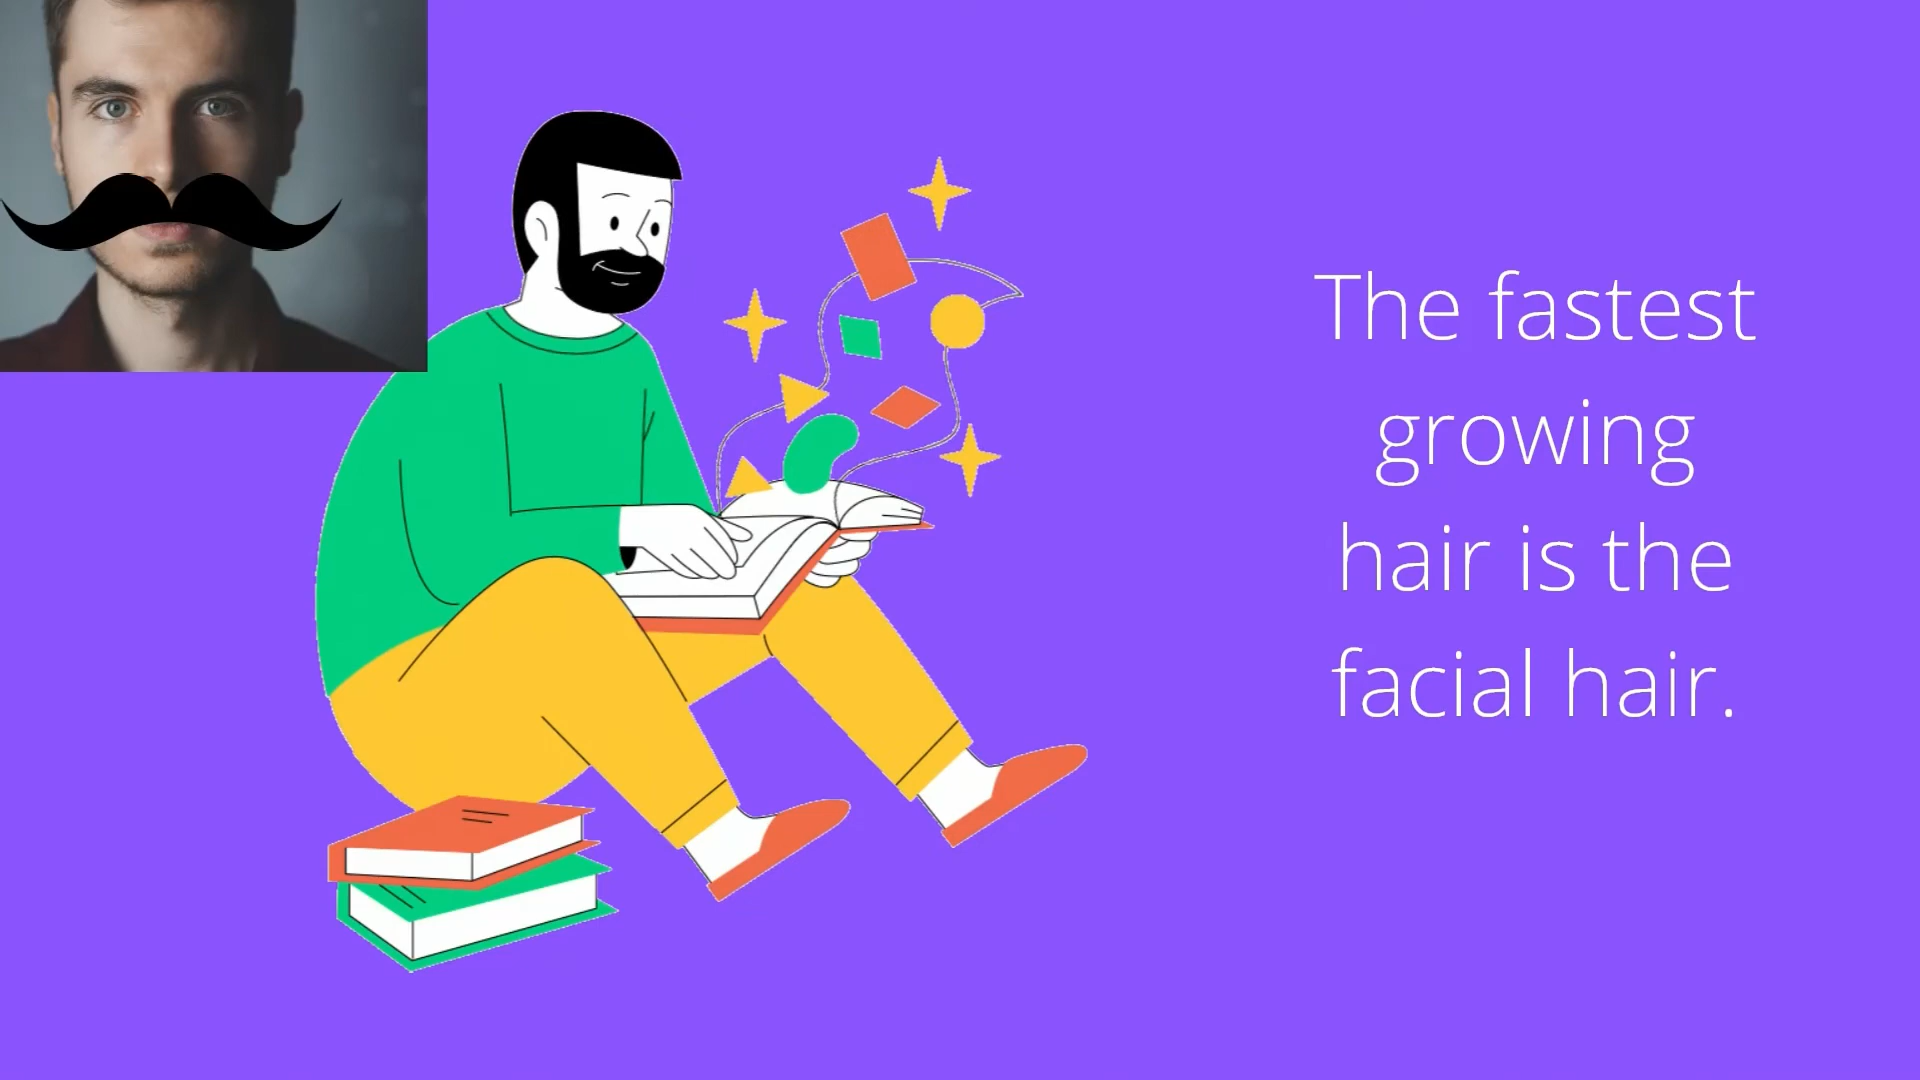 The fastest
growing
hair is the
facial hair.